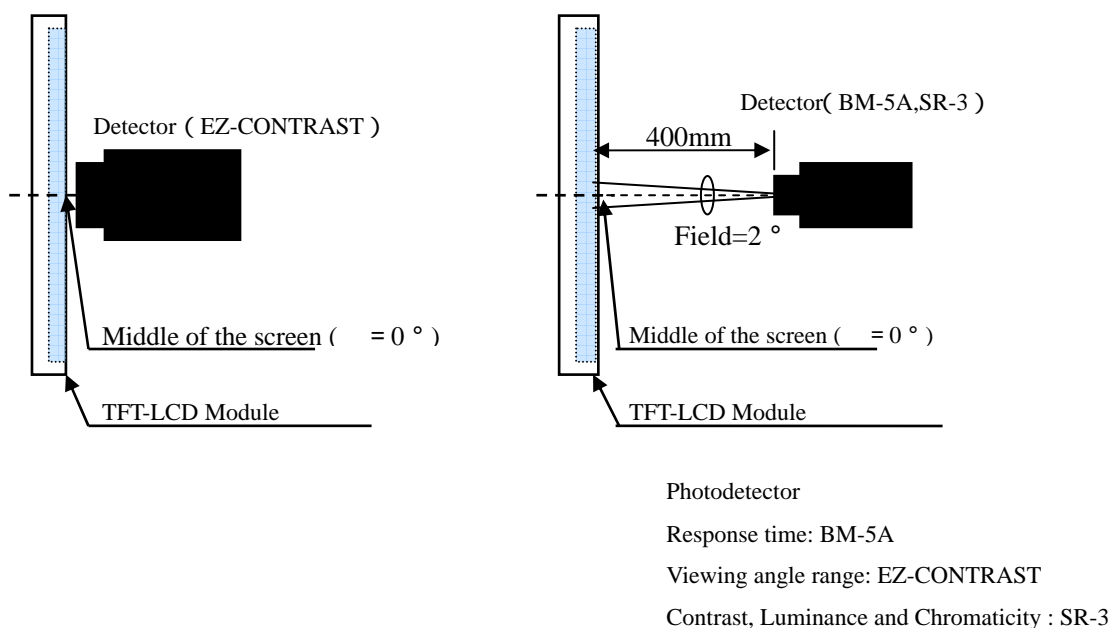 Detector ( EZ-CONTRAST )
Middle of the screen ( = 0 ° )
TFT-LCD Module
Detector( BM-5A,SR-3 )
400mm
Field=2 °
Middle of the screen ( = 0 ° )
TFT-LCD Module
Photodetector
Response time: BM-5A
Viewing angle range: EZ-CONTRAST
Contrast, Luminance and Chromaticity : SR-3